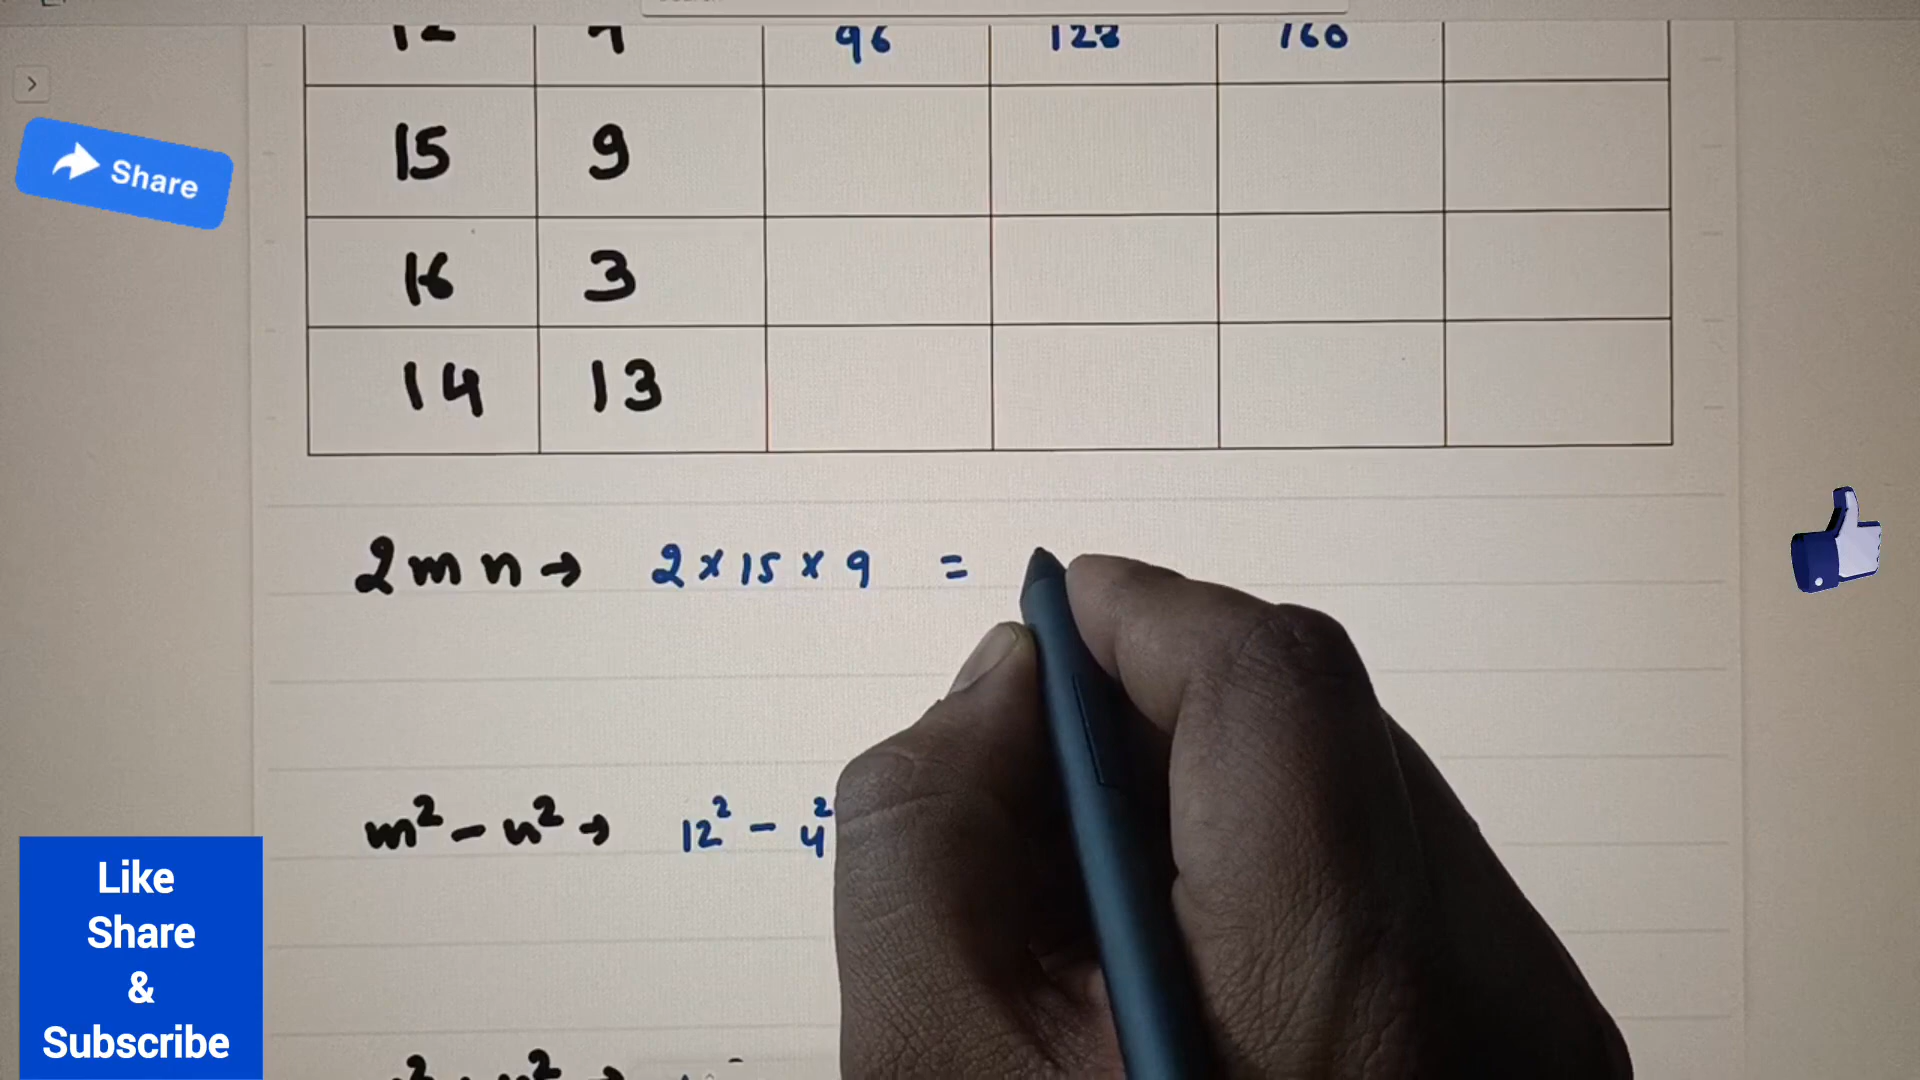 96 128 160
Share
15 9
16 3
14 13
2mn → 2 × 15 × 9 =
m² - n² → 12² - 4²
Like
Share
&
Subscribe